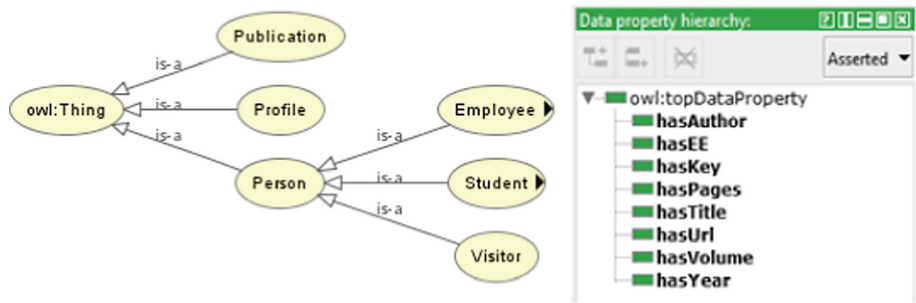 Publication
is-a
owl:Thing
is-a
Profile
is-a
Person
Employee
is-a
is-a
Student
is-a
Visitor
Data property hierarchy:
Asserted
owl:topDataProperty
hasAuthor
hasEE
hasKey
hasPages
hasTitle
hasUrl
hasVolume
hasYear